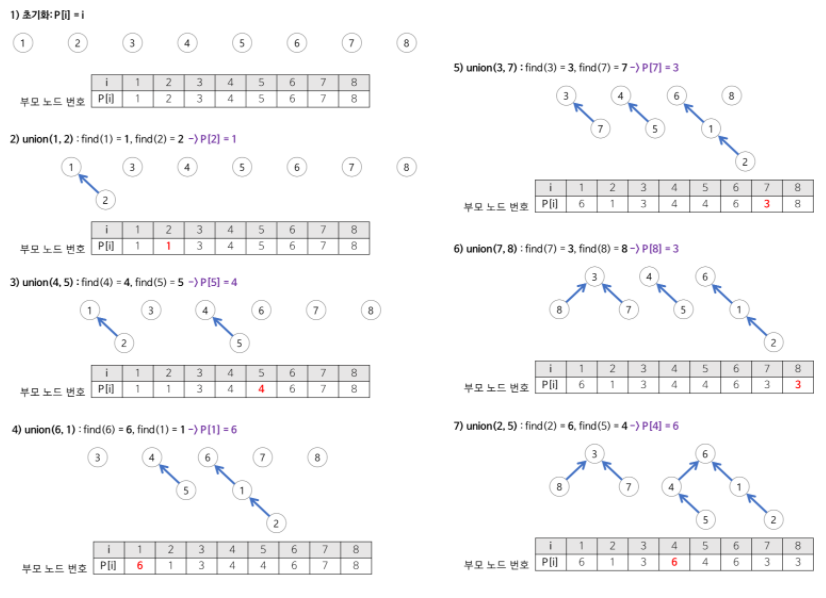 1) 초기화: P[i] = i
1 2 3 4 5 6 7 8
i 1 2 3 4 5 6 7 8
부모 노드 번호 P[i] 1 2 3 4 5 6 7 8
2) union(1, 2) : find(1) = 1, find(2) = 2 -> P[2] = 1
1 3 4 5 6 7 8
2
i 1 2 3 4 5 6 7 8
부모 노드 번호 P[i] 1 1 3 4 5 6 7 8
3) union(4, 5) : find(4) = 4, find(5) = 5 -> P[5] = 4
1 3 4 6 7 8
2 5
i 1 2 3 4 5 6 7 8
부모 노드 번호 P[i] 1 1 3 4 4 6 7 8
4) union(6, 1) : find(6) = 6, find(1) = 1 -> P[1] = 6
3 4 6 7 8
5 1
2
i 1 2 3 4 5 6 7 8
부모 노드 번호 P[i] 6 1 3 4 4 6 7 8
5) union(3, 7) : find(3) = 3, find(7) = 7 -> P[7] = 3
3 4 6 8
7 5 1
2
i 1 2 3 4 5 6 7 8
부모 노드 번호 P[i] 6 1 3 4 4 6 3 8
6) union(7, 8) : find(7) = 3, find(8) = 8 -> P[8] = 3
3 4 6
8 7 5 1
2
i 1 2 3 4 5 6 7 8
부모 노드 번호 P[i] 6 1 3 4 4 6 3 3
7) union(2, 5) : find(2) = 6, find(5) = 4 -> P[4] = 6
3 6
8 7 4 1
5 2
i 1 2 3 4 5 6 7 8
부모 노드 번호 P[i] 6 1 3 6 4 6 3 3